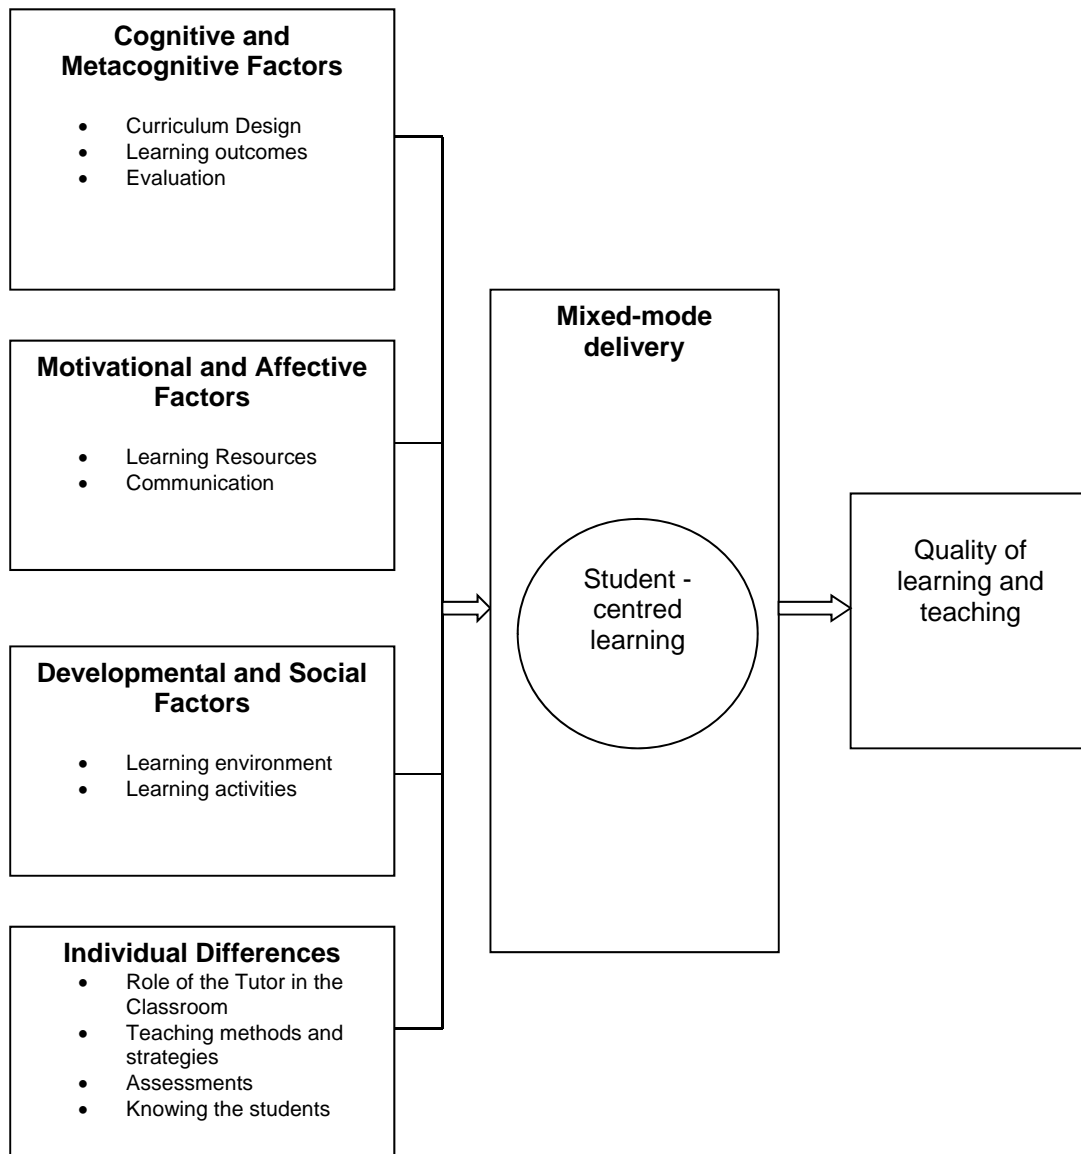 Cognitive and
Metacognitive Factors
• Curriculum Design
• Learning outcomes
• Evaluation
Motivational and Affective
Factors
• Learning Resources
• Communication
Developmental and Social
Factors
• Learning environment
• Learning activities
Individual Differences
• Role of the Tutor in the
Classroom
• Teaching methods and
strategies
• Assessments
• Knowing the students
Mixed-mode
delivery
Student -
centred
learning
Quality of
learning and
teaching